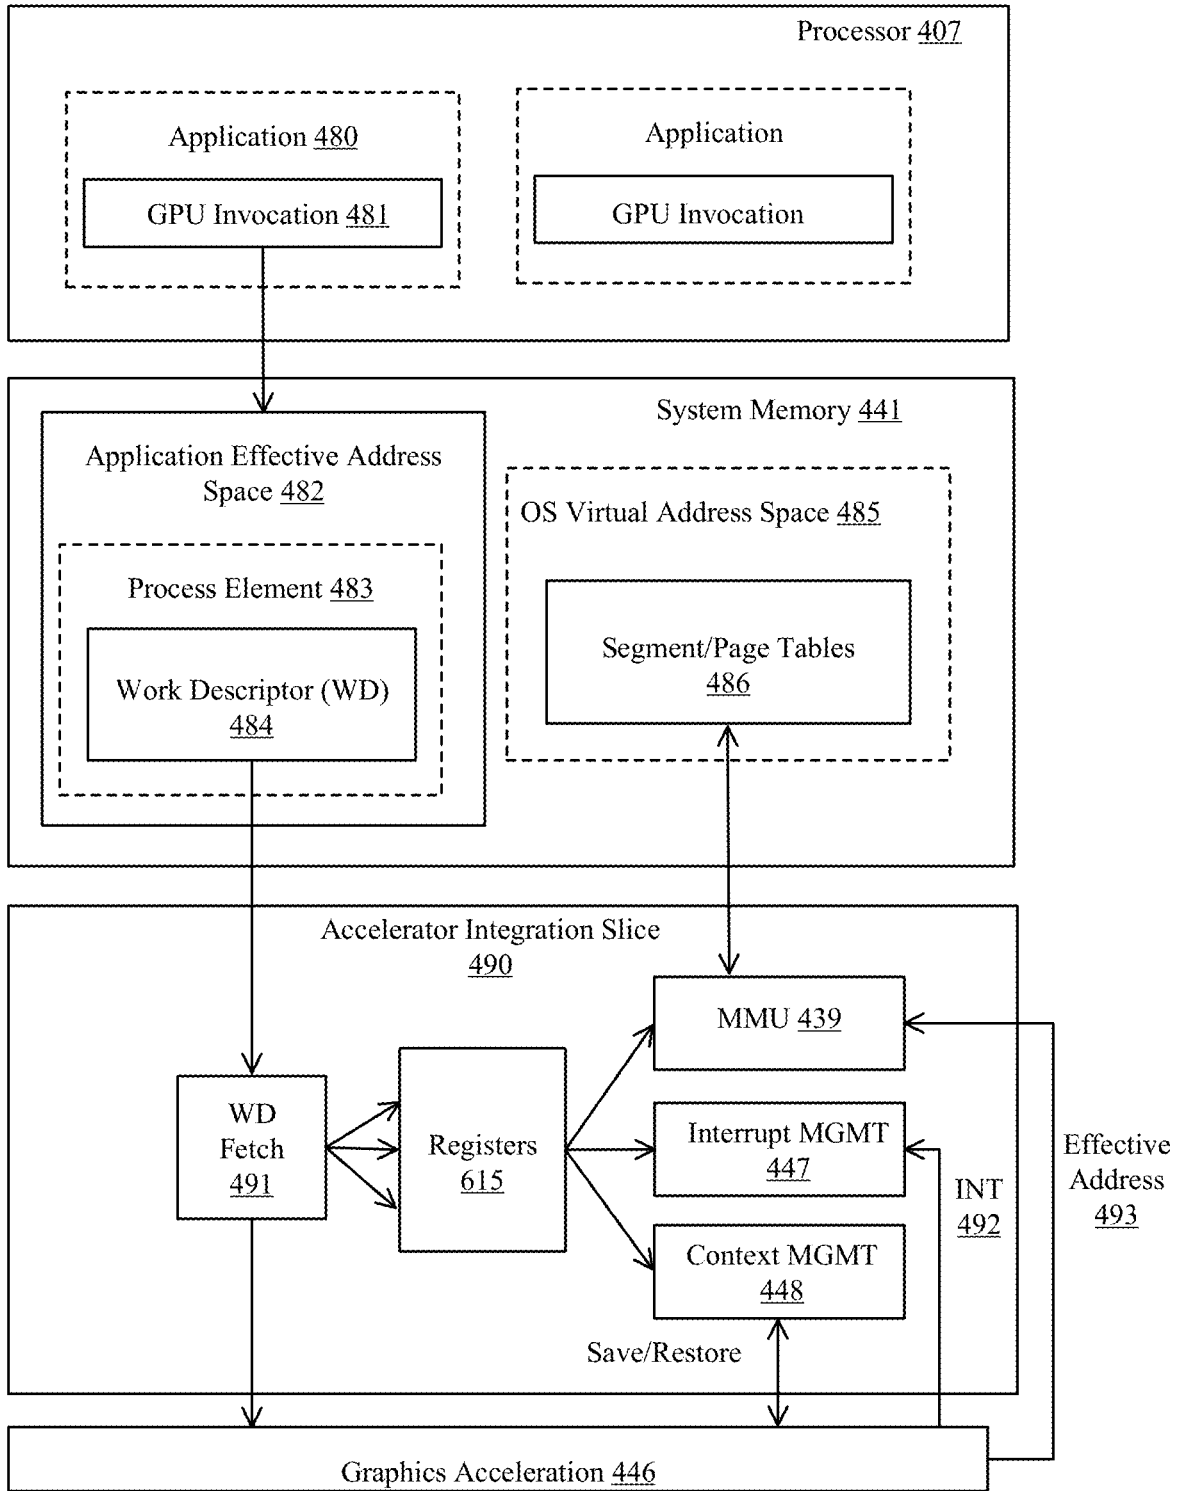 Processor 407
Application 480
GPU Invocation 481
Application
GPU Invocation
System Memory 441
Application Effective Address
Space 482
Process Element 483
Work Descriptor (WD)
484
OS Virtual Address Space 485
Segment/Page Tables
486
Accelerator Integration Slice
490
WD
Fetch
491
Registers
615
MMU 439
Interrupt MGMT
447
Context MGMT
448
Save/Restore
INT
492
Effective
Address
493
Graphics Acceleration 446